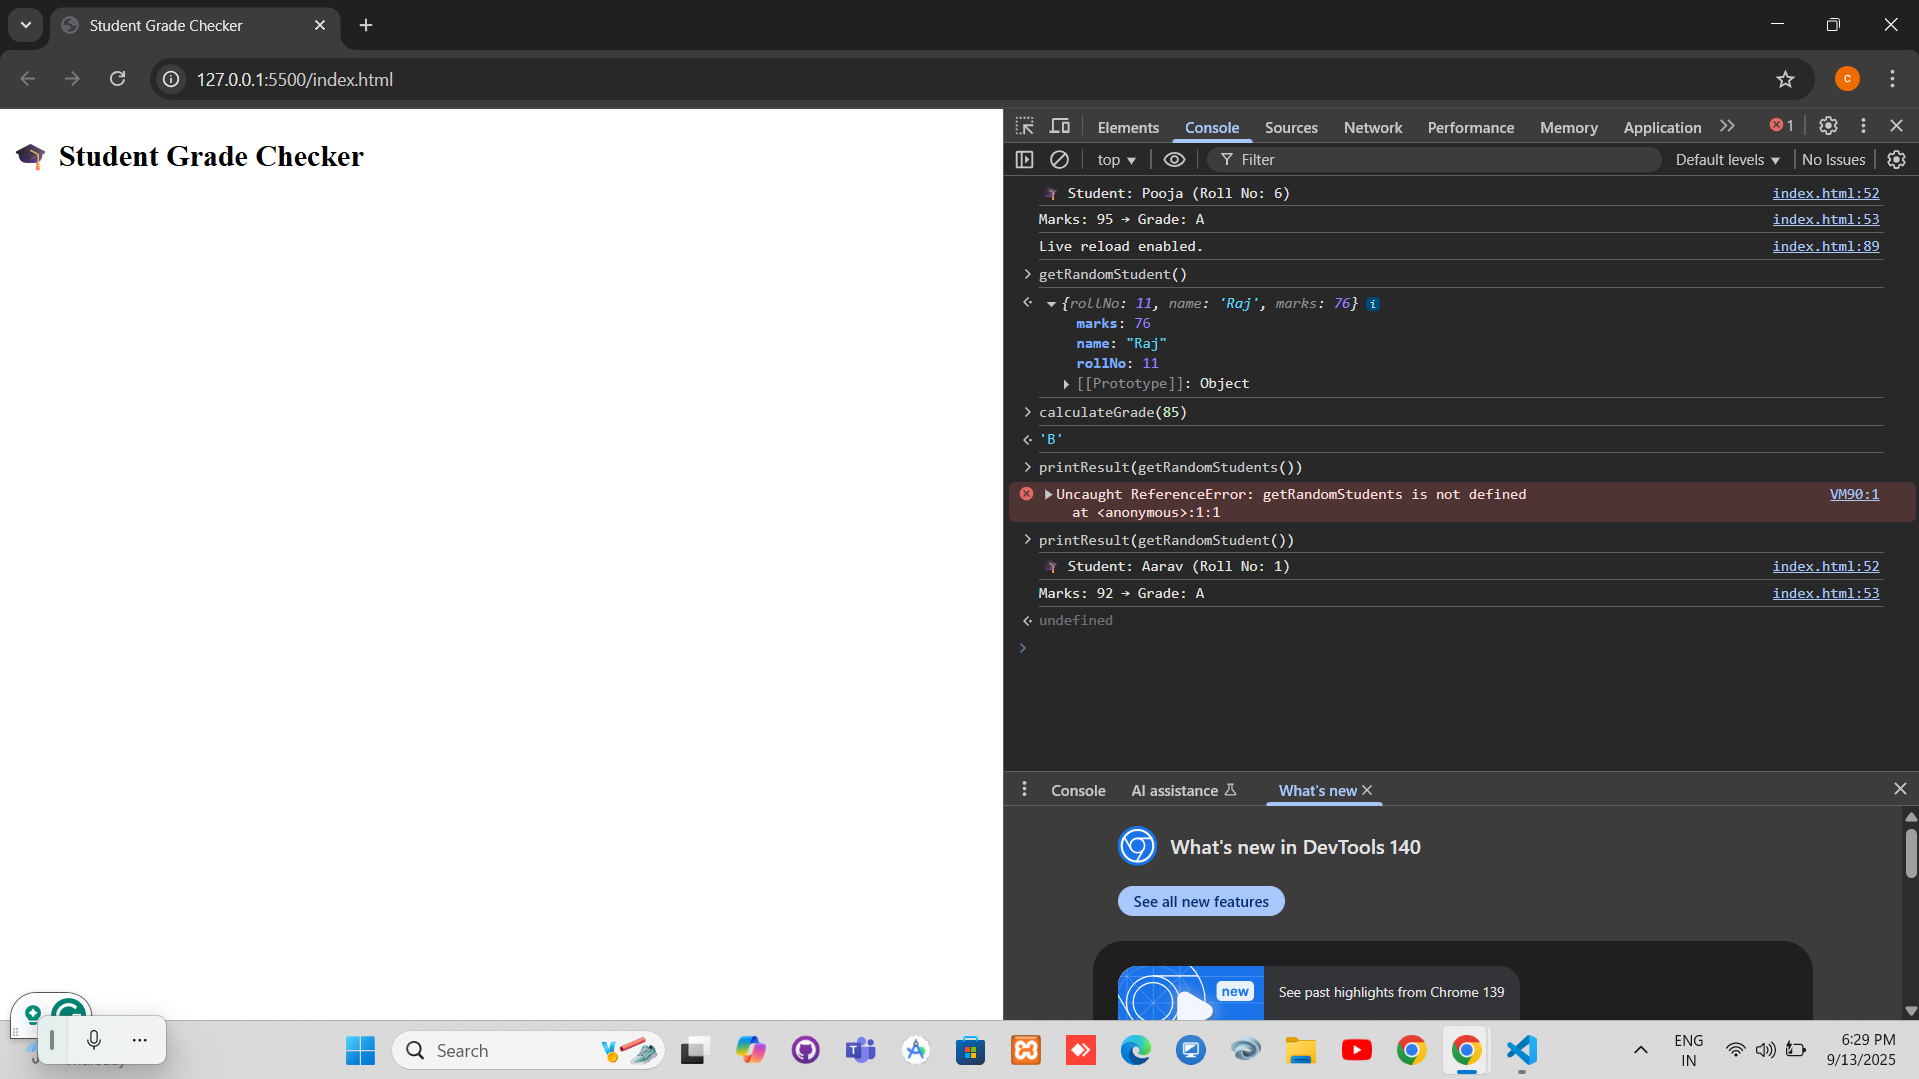 Student Grade Checker
127.0.0.1:5500/index.html
C
Student Grade Checker
Elements Console Sources Network Performance Memory Application 1
top Filter Default levels No Issues
Student: Pooja (Roll No: 6) index.html:52
Marks: 95 → Grade: A index.html:53
Live reload enabled. index.html:89
getRandomStudent()
{rollNo: 11, name: 'Raj', marks: 76} i
marks: 76
name: "Raj"
rollNo: 11
[[Prototype]]: Object
calculateGrade(85)
'B'
printResult(getRandomStudents())
Uncaught ReferenceError: getRandomStudents is not defined VM90:1
at <anonymous>:1:1
printResult(getRandomStudent())
Student: Aarav (Roll No: 1) index.html:52
Marks: 92 → Grade: A index.html:53
undefined
Console AI assistance What's new
What's new in DevTools 140
See all new features
new
See past highlights from Chrome 139
Search
ENG
IN
6:29 PM
9/13/2025